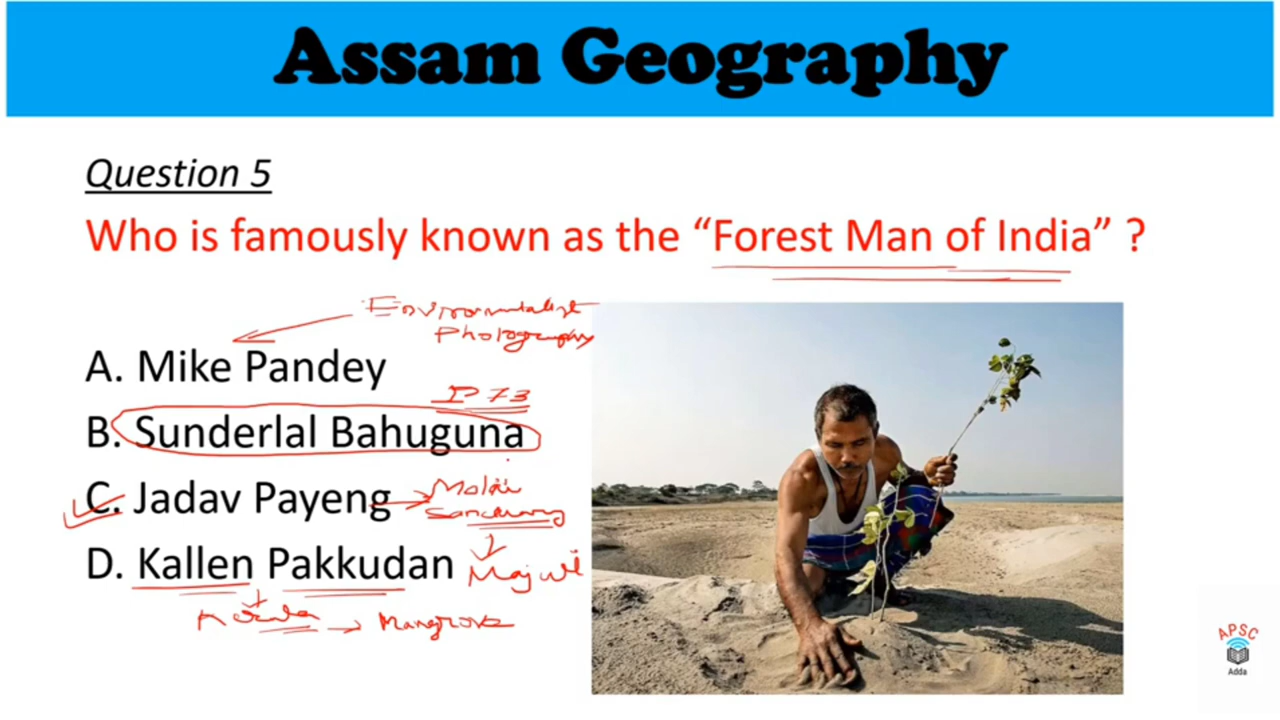 Assam Geography
Question 5
Who is famously known as the “Forest Man of India” ?
Environmentalist
Photography
A. Mike Pandey
1973
B. Sunderlal Bahuguna
C. Jadav Payeng
Molai
Sanctuary
D. Kallen Pakkudan
Majuli
Kerala
Mangrove
APSC
Adda